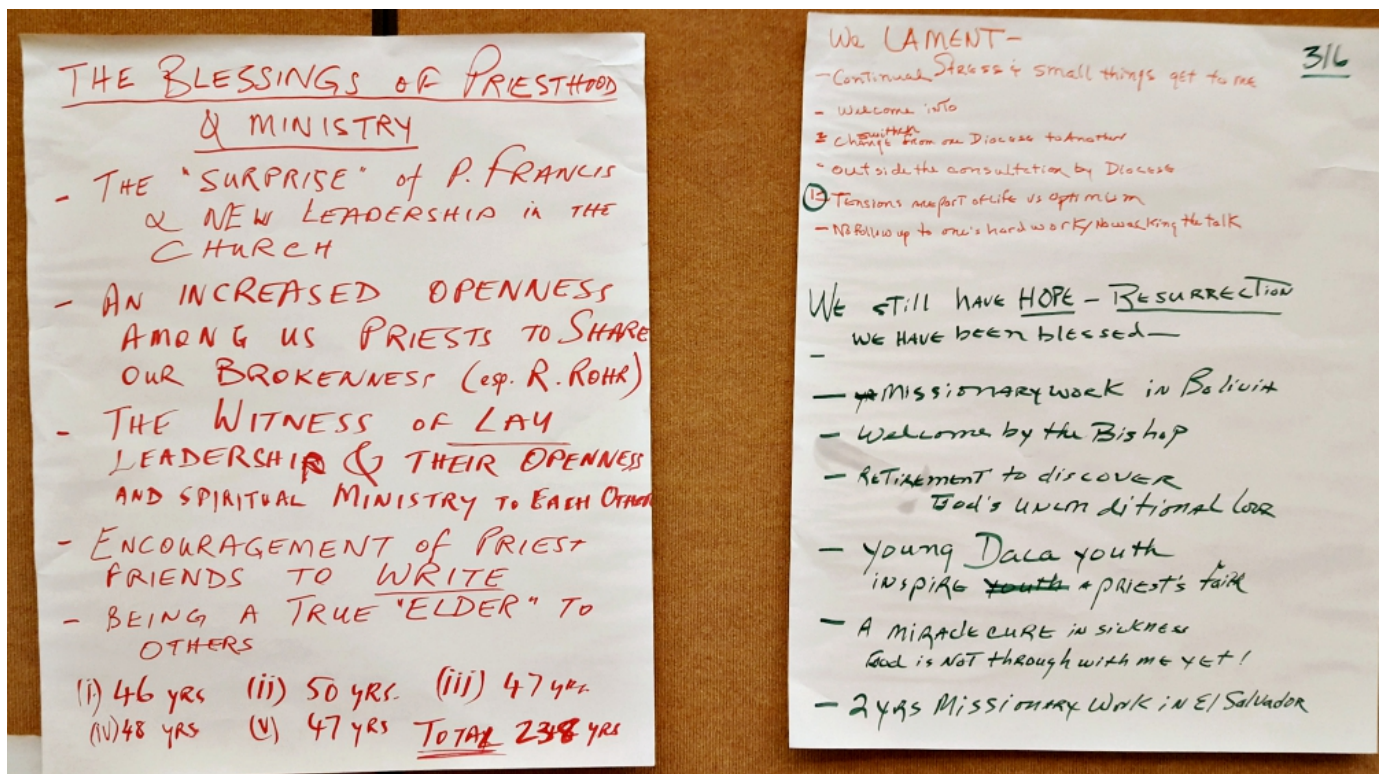 THE BLESSINGS OF PRIESTHOOD
& MINISTRY
- THE "SURPRISE" of P. FRANCIS
& NEW LEADERSHIP in THE
CHURCH
- AN INCREASED OPENNESS
AMONG US PRIESTS TO SHARE
OUR BROKENNESS (esp. R. ROHR)
- THE WITNESS OF LAY
LEADERSHIP & THEIR OPENNESS
AND SPIRITUAL MINISTRY TO EACH OTHER
- ENCOURAGEMENT OF PRIEST
FRIENDS TO WRITE
- BEING A TRUE "ELDER" TO
OTHERS
(i) 46 YRS (ii) 50 YRS. (iii) 47 YRS.
(iv) 48 YRS (v) 47 YRS TOTAL 238 YRS
We LAMENT-
316
- Continual Stress & small things get to me
- Welcome into
switch
- Change from one Diocese to Another
- outside the consultation by Diocese
- Tensions are part of Life vs Optimism
- No follow up to one's hard work/No walking the talk
We still have HOPE - RESURRECTION
WE HAVE been blessed-
-
- Missionary work in Bolivia
- Welcome by the Bishop
- RETIREMENT to discover
God's unconditional Love
- young Daca youth
inspire youth a priest's faith
- A MIRACLE CURE in sickness
God is Not through with me yet!
- 2 yrs Missionary Work in El Salvador